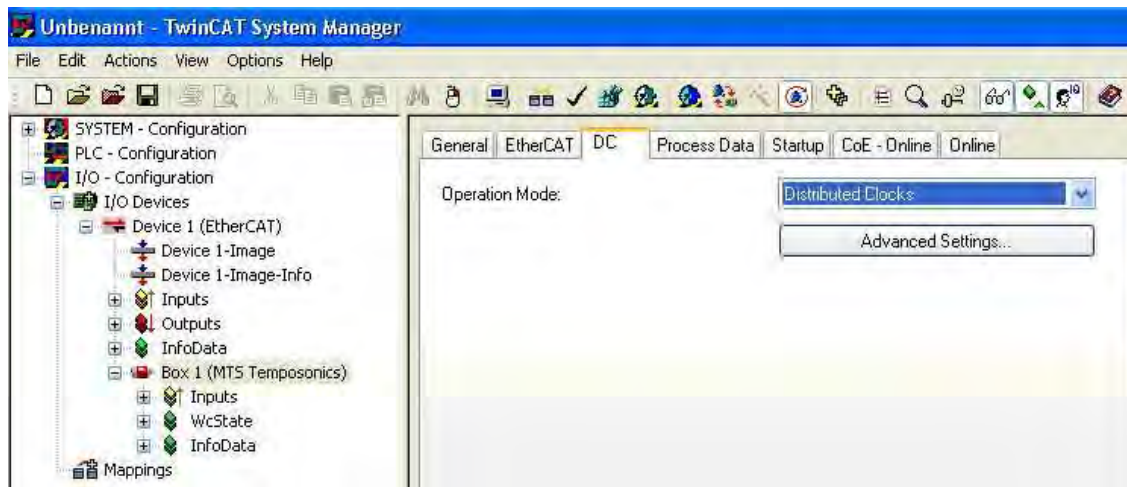 Unbenannt - TwinCAT System Manager
File Edit Actions View Options Help
SYSTEM - Configuration
PLC - Configuration
I/O - Configuration
I/O Devices
Device 1 (EtherCAT)
Device 1-Image
Device 1-Image-Info
Inputs
Outputs
InfoData
Box 1 (MTS Temposonics)
Inputs
WcState
InfoData
Mappings
General EtherCAT DC Process Data Startup CoE - Online Online
Operation Mode: Distributed Clocks
Advanced Settings...